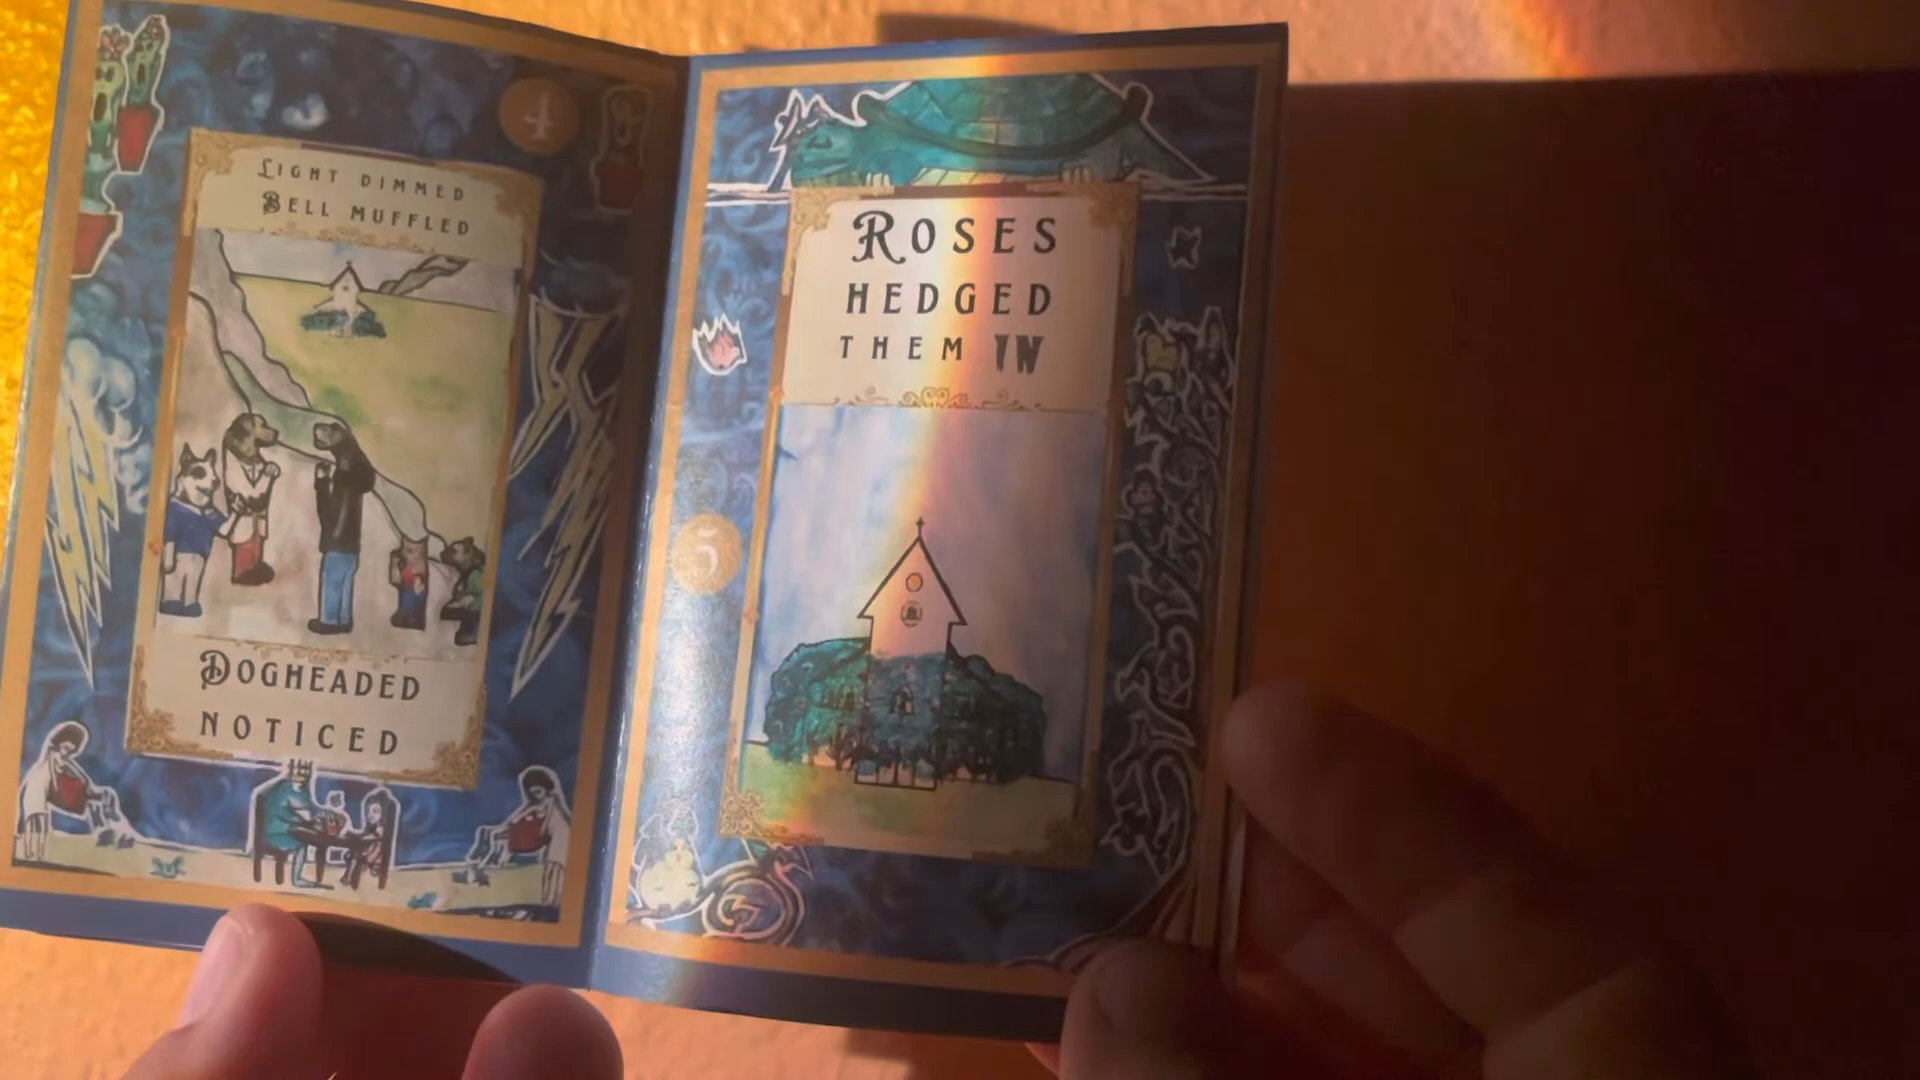 4
Light dimmed
Bell muffled
Dogheaded
noticed
Roses
hedged
them in
5